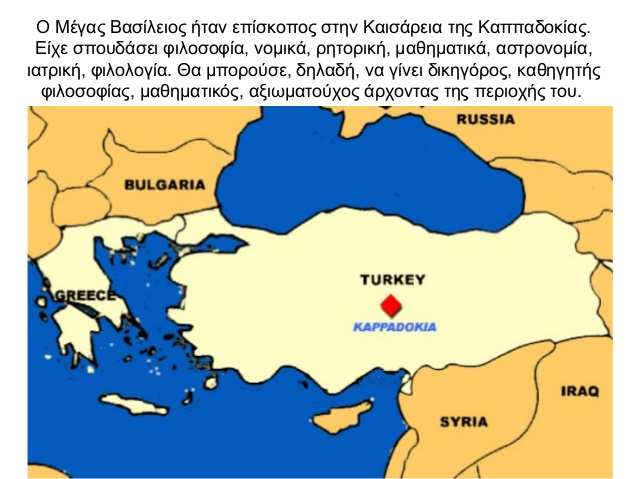 Ο Μέγας Βασίλειος ήταν επίσκοπος στην Καισάρεια της Καππαδοκίας.
Είχε σπουδάσει φιλοσοφία, νομικά, ρητορική, μαθηματικά, αστρονομία,
ιατρική, φιλολογία. Θα μπορούσε, δηλαδή, να γίνει δικηγόρος, καθηγητής
φιλοσοφίας, μαθηματικός, αξιωματούχος άρχοντας της περιοχής του.
RUSSIA
BULGARIA
TURKEY
GREECE
KAPPADOKIA
IRAQ
SYRIA